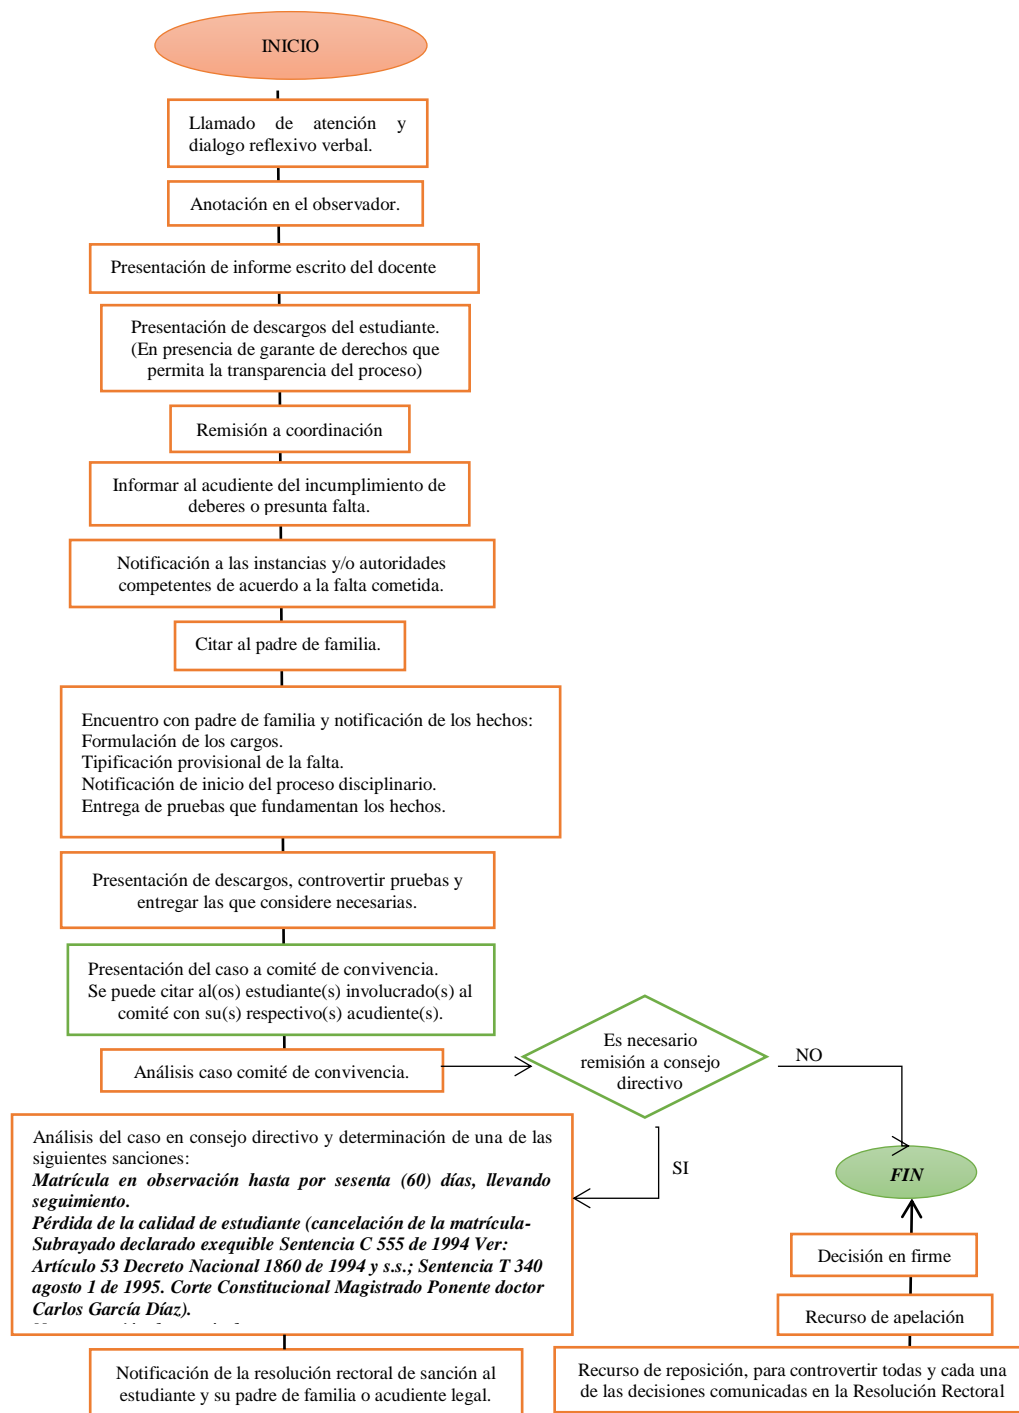 INICIO
Llamado de atención y
dialogo reflexivo verbal.
Anotación en el observador.
Presentación de informe escrito del docente
Presentación de descargos del estudiante.
(En presencia de garante de derechos que
permita la transparencia del proceso)
Remisión a coordinación
Informar al acudiente del incumplimiento de
deberes o presunta falta.
Notificación a las instancias y/o autoridades
competentes de acuerdo a la falta cometida.
Citar al padre de familia.
Encuentro con padre de familia y notificación de los hechos:
Formulación de los cargos.
Tipificación provisional de la falta.
Notificación de inicio del proceso disciplinario.
Entrega de pruebas que fundamentan los hechos.
Presentación de descargos, controvertir pruebas y
entregar las que considere necesarias.
Presentación del caso a comité de convivencia.
Se puede citar al(os) estudiante(s) involucrado(s) al
comité con su(s) respectivo(s) acudiente(s).
Análisis caso comité de convivencia.
Es necesario
remisión a consejo
directivo
NO
SI
Análisis del caso en consejo directivo y determinación de una de las
siguientes sanciones:
Matrícula en observación hasta por sesenta (60) días, llevando
seguimiento.
Pérdida de la calidad de estudiante (cancelación de la matrícula-
Subrayado declarado exequible Sentencia C 555 de 1994 Ver:
Artículo 53 Decreto Nacional 1860 de 1994 y s.s.; Sentencia T 340
agosto 1 de 1995. Corte Constitucional Magistrado Ponente doctor
Carlos García Díaz).
Notificación de la resolución rectoral de sanción al
estudiante y su padre de familia o acudiente legal.
FIN
Decisión en firme
Recurso de apelación
Recurso de reposición, para controvertir todas y cada una
de las decisiones comunicadas en la Resolución Rectoral